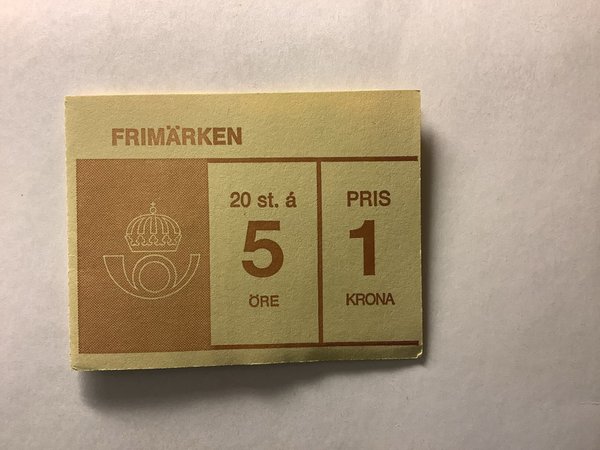 FRIMÄRKEN
20 st. á
5
ÖRE
PRIS
1
KRONA